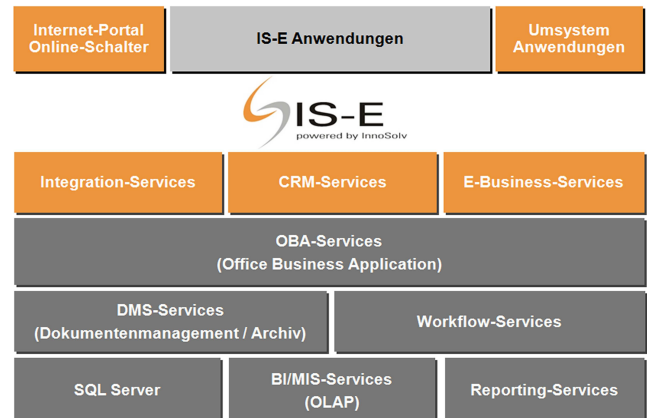 Internet-Portal
Online-Schalter
IS-E Anwendungen
Umsystem
Anwendungen
IS-E
powered by InnoSolv
Integration-Services
CRM-Services
E-Business-Services
OBA-Services
(Office Business Application)
DMS-Services
(Dokumentenmanagement / Archiv)
Workflow-Services
SQL Server
BI/MIS-Services
(OLAP)
Reporting-Services